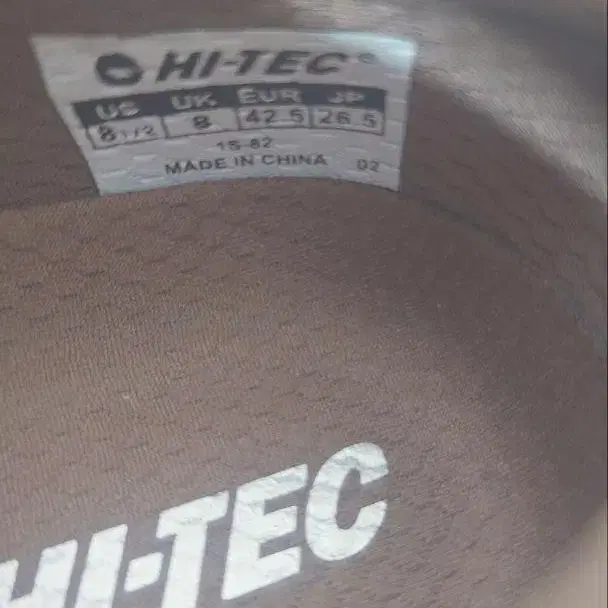 HI-TEC®
US UK EUR JP
8 1/2 8 42.5 26.5
1S-82
MADE IN CHINA 02
HI-TEC